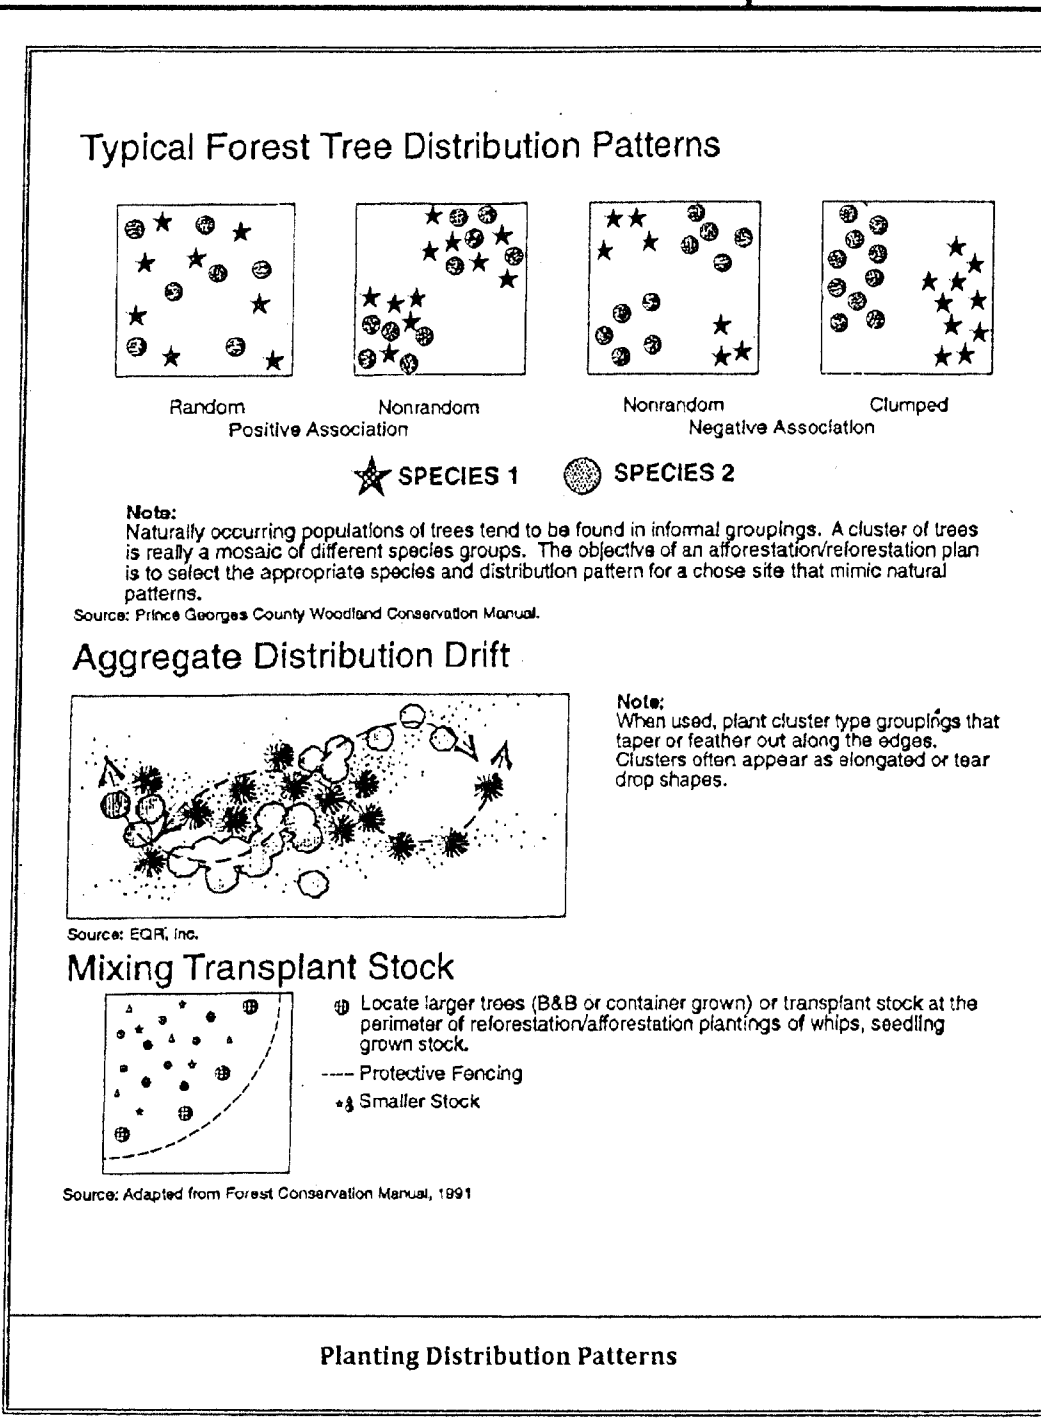 Typical Forest Tree Distribution Patterns
Random
Nonrandom
Nonrandom
Clumped
Positive Association
Negative Association
SPECIES 1
SPECIES 2
Note:
Naturally occurring populations of trees tend to be found in informal groupings. A cluster of trees
is really a mosaic of different species groups. The objective of an afforestation/reforestation plan
is to select the appropriate species and distribution pattern for a chose site that mimic natural
patterns.
Source: Prince Georges County Woodland Conservation Manual.
Aggregate Distribution Drift
Note:
When used, plant cluster type groupings that
taper or feather out along the edges.
Clusters often appear as elongated or tear
drop shapes.
Source: EQR, Inc.
Mixing Transplant Stock
Locate larger trees (B&B or container grown) or transplant stock at the
perimeter of reforestation/afforestation plantings of whips, seedling
grown stock.
Protective Fencing
Smaller Stock
Source: Adapted from Forest Conservation Manual, 1991
Planting Distribution Patterns